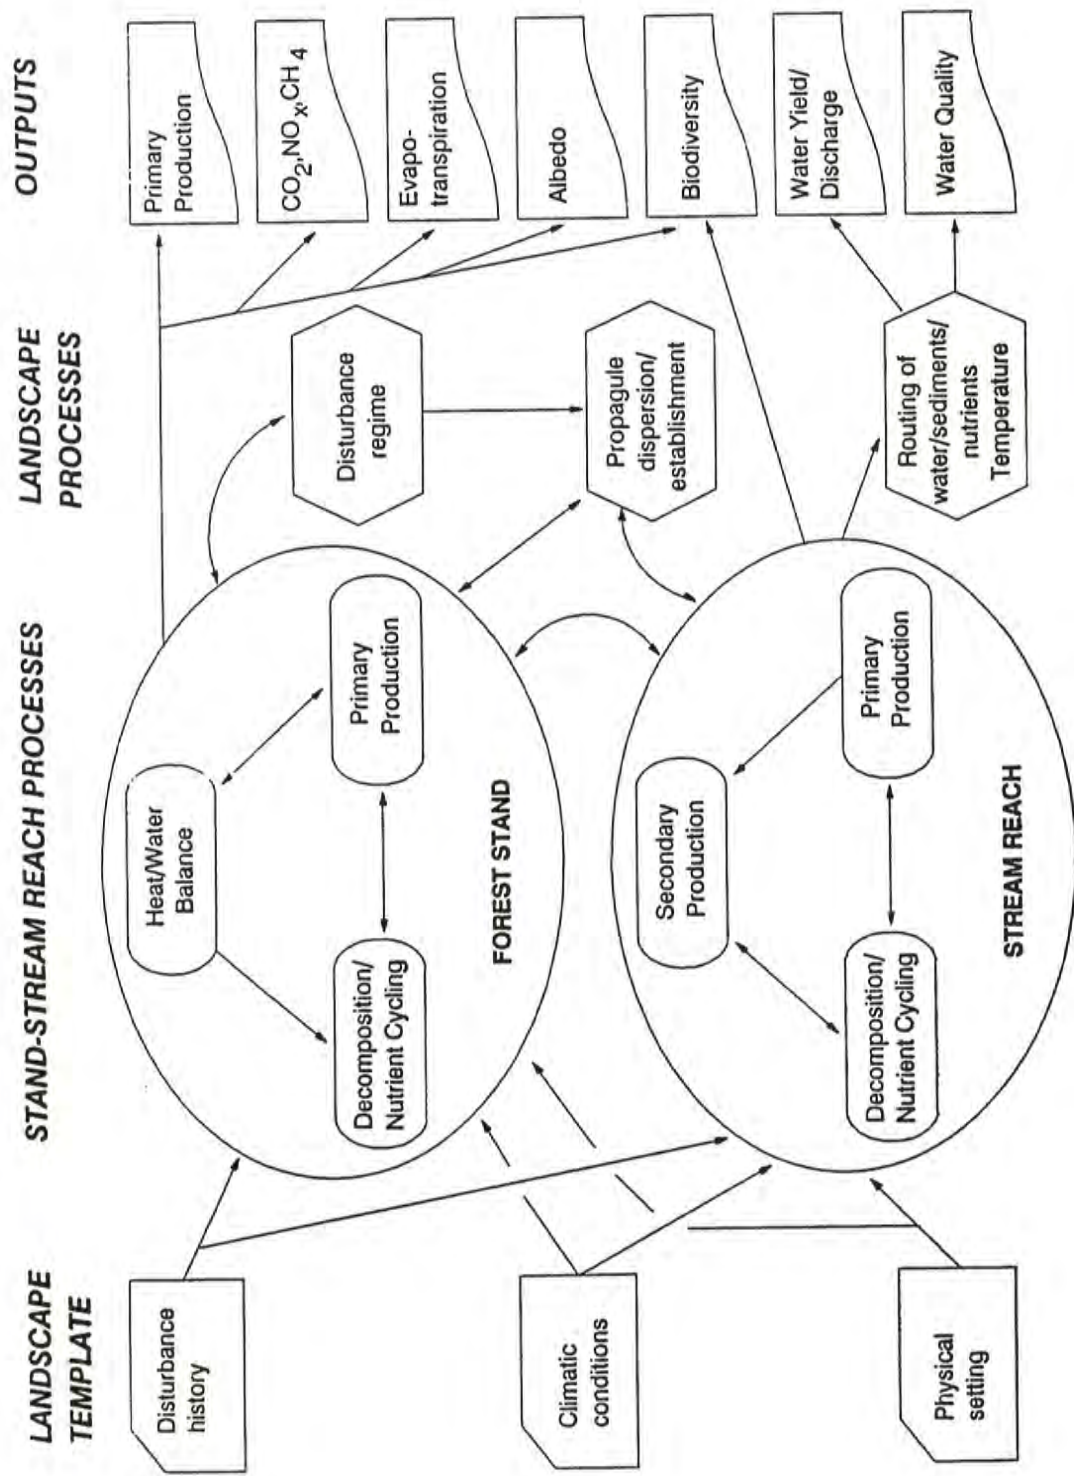 LANDSCAPE
TEMPLATE
Disturbance
history
Climatic
conditions
Physical
setting
STAND-STREAM REACH PROCESSES
Heat/Water
Balance
Decomposition/
Nutrient Cycling
Primary
Production
FOREST STAND
Secondary
Production
Decomposition/
Nutrient Cycling
Primary
Production
STREAM REACH
LANDSCAPE
PROCESSES
Disturbance
regime
Propagule
dispersion/
establishment
Routing of
water/sediments/
nutrients
Temperature
OUTPUTS
Primary
Production
CO2,NOx,CH4
Evapo-
transpiration
Albedo
Biodiversity
Water Yield/
Discharge
Water Quality